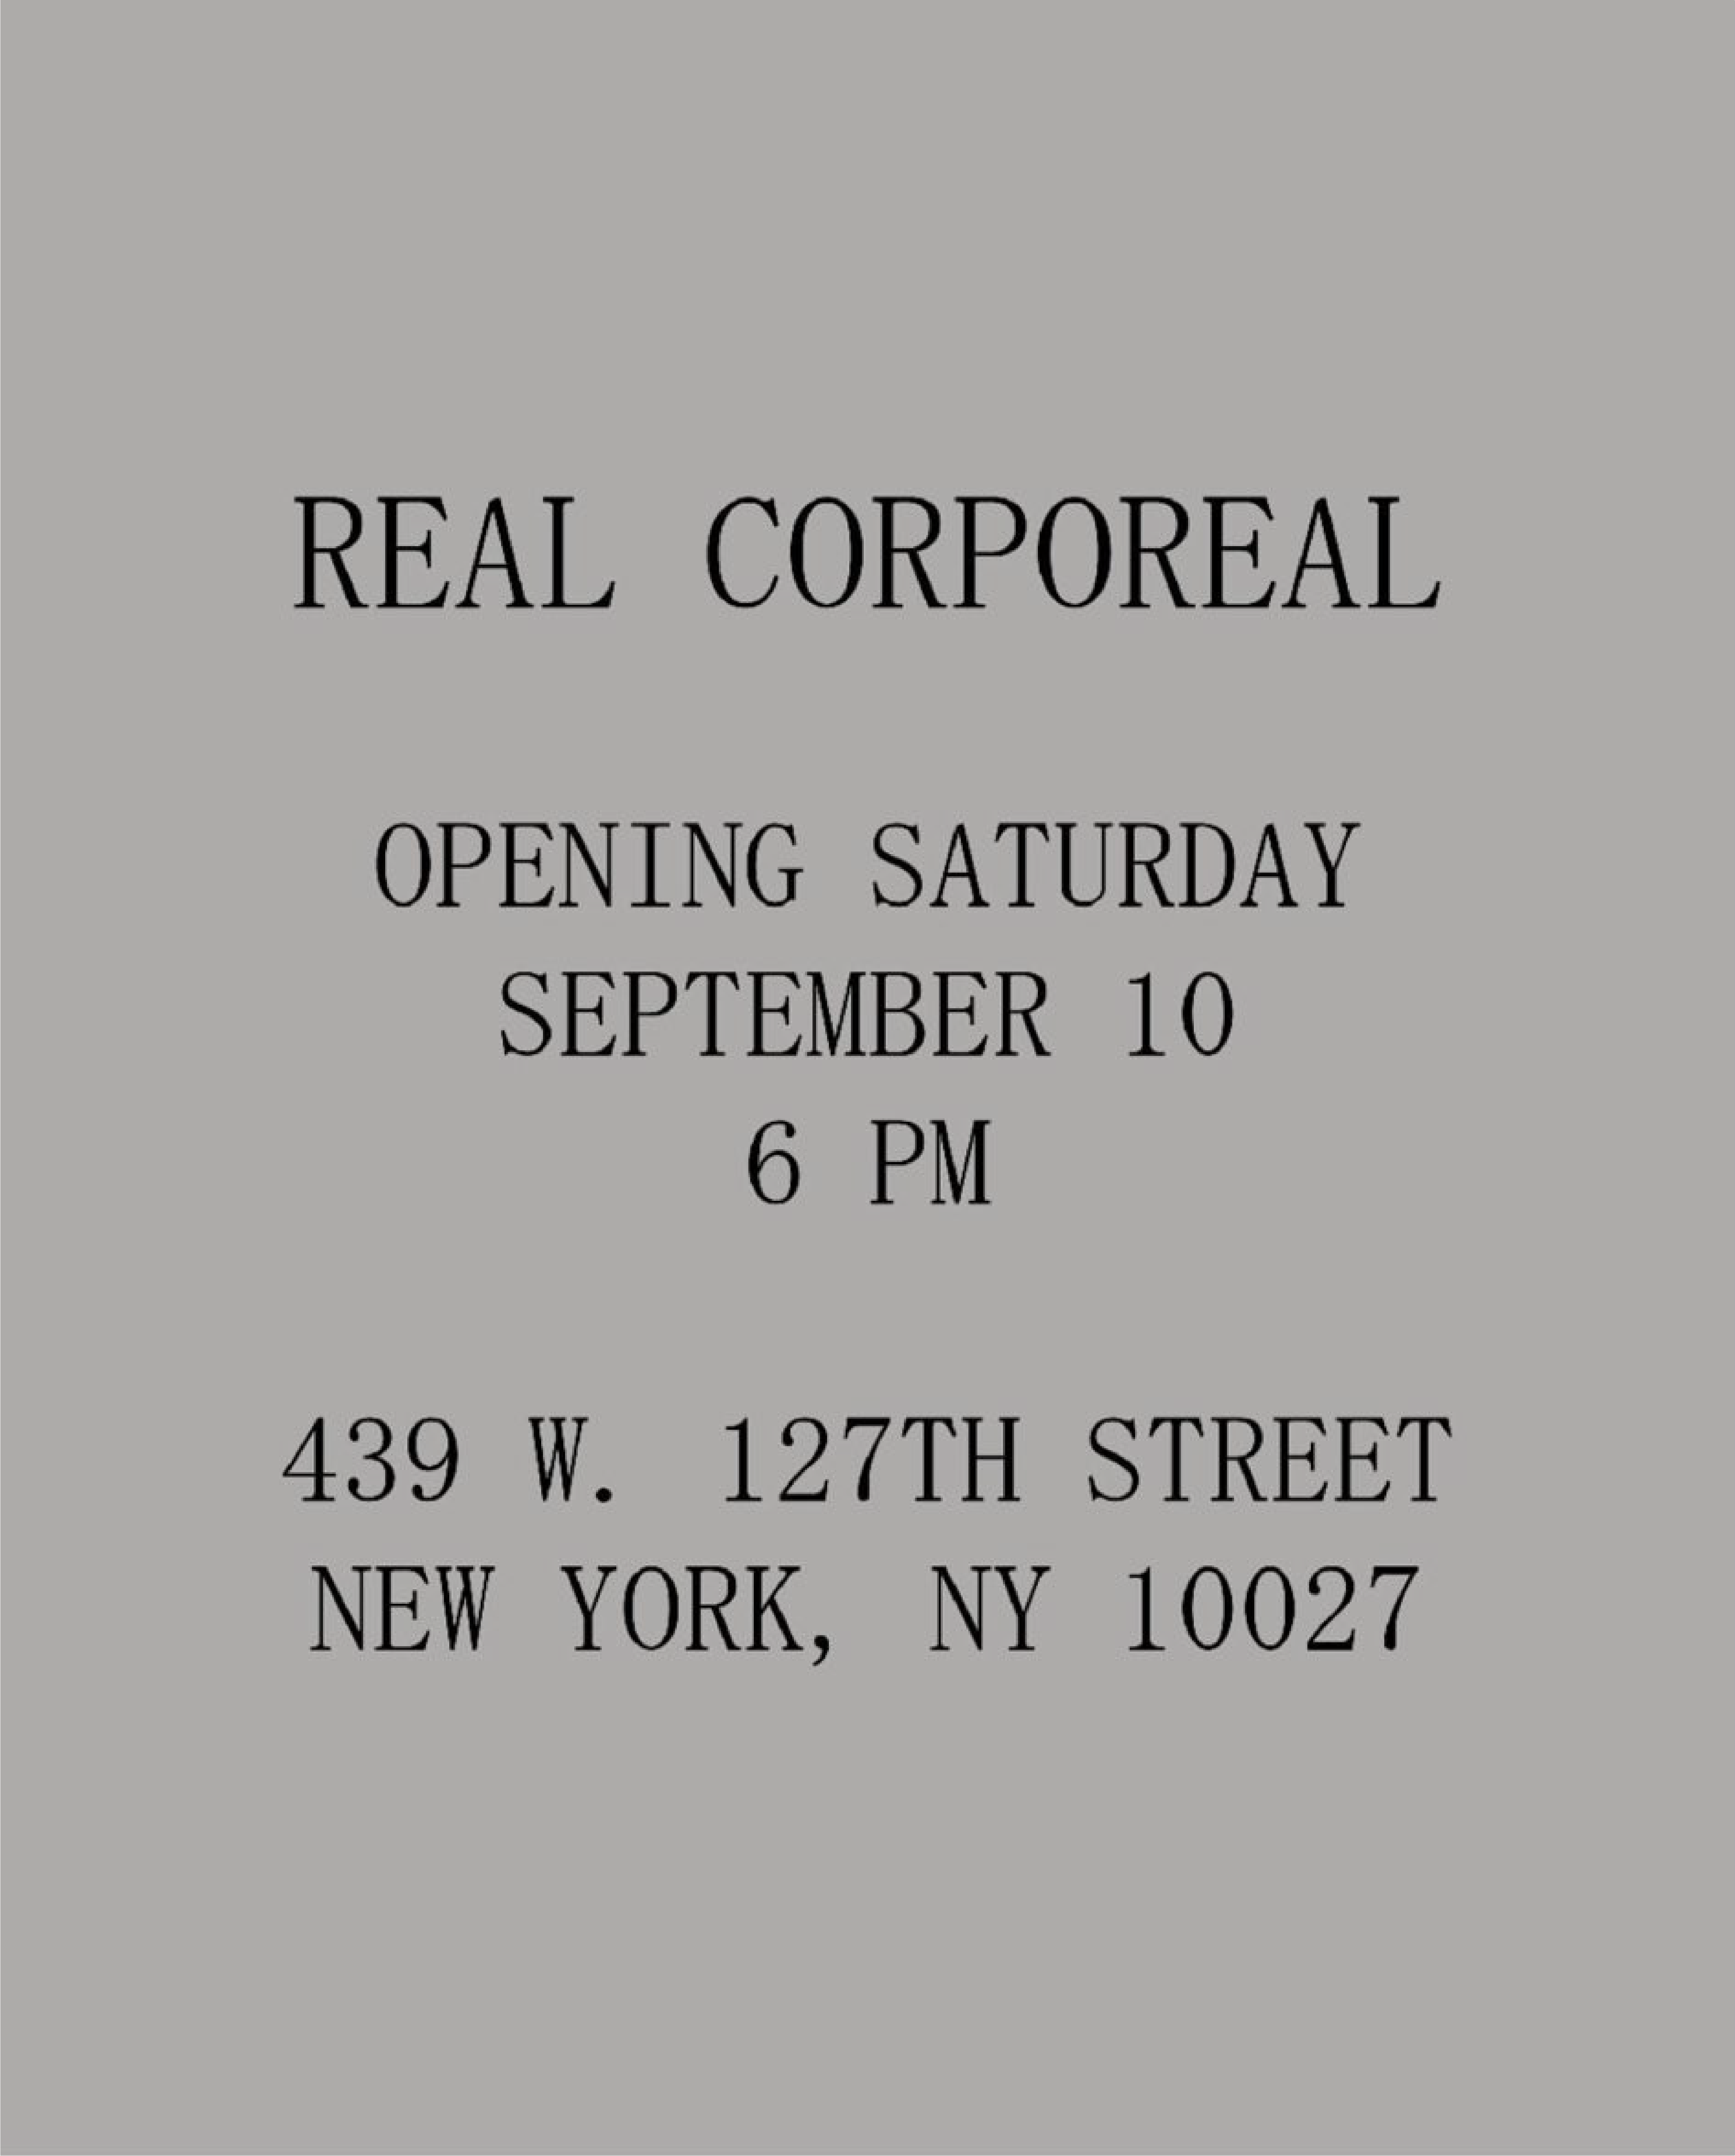 REAL CORPOREAL
OPENING SATURDAY
SEPTEMBER 10
6 PM
439 W. 127TH STREET
NEW YORK, NY 10027